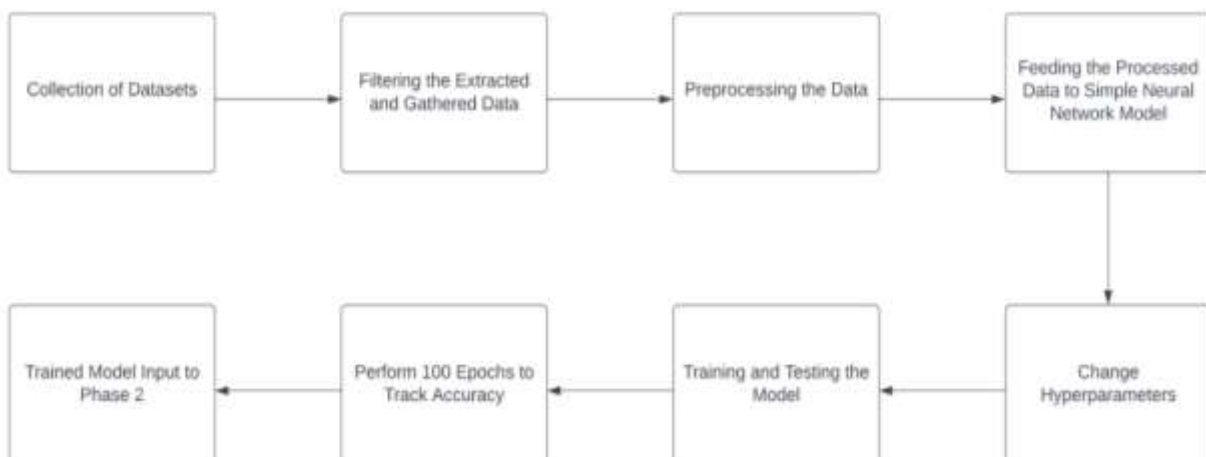 Collection of Datasets
Filtering the Extracted
and Gathered Data
Preprocessing the Data
Feeding the Processed
Data to Simple Neural
Network Model
Change
Hyperparameters
Training and Testing the
Model
Perform 100 Epochs to
Track Accuracy
Trained Model Input to
Phase 2